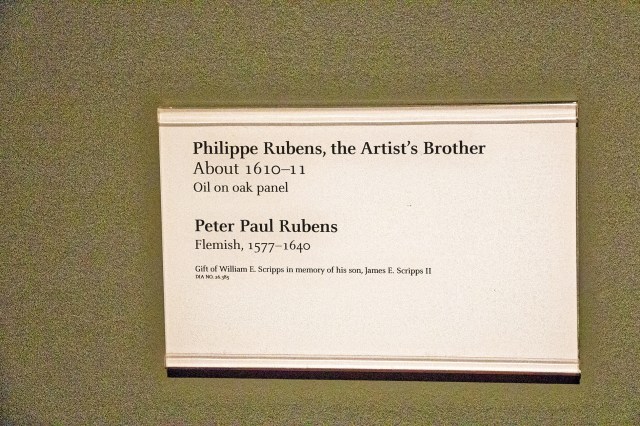 Philippe Rubens, the Artist's Brother
About 1610–11
Oil on oak panel
Peter Paul Rubens
Flemish, 1577–1640
Gift of William E. Scripps in memory of his son, James E. Scripps II
DIA NO. 26.385